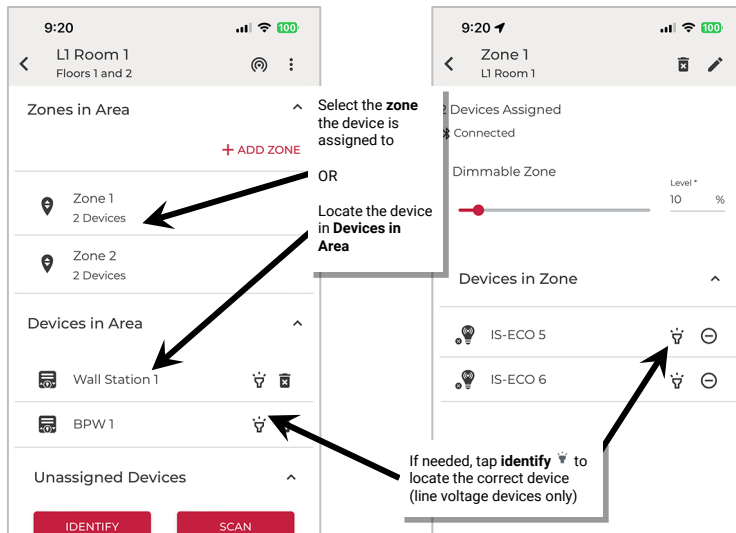 9:20
100
L1 Room 1
Floors 1 and 2
Zones in Area
+ ADD ZONE
Zone 1
2 Devices
Zone 2
2 Devices
Devices in Area
Wall Station 1
BPW 1
Unassigned Devices
IDENTIFY
SCAN
Select the zone
the device is
assigned to
OR
Locate the device
in Devices in
Area
9:20
100
Zone 1
L1 Room 1
2 Devices Assigned
Connected
Dimmable Zone
Level *
10 %
Devices in Zone
IS-ECO 5
IS-ECO 6
If needed, tap identify to
locate the correct device
(line voltage devices only)